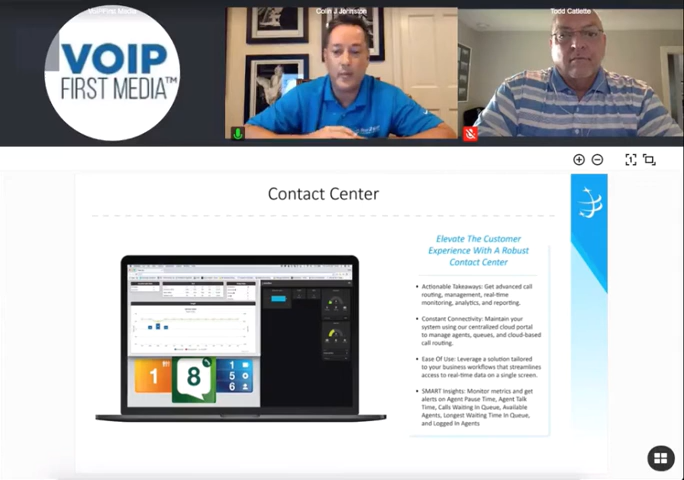 Colin J Johnson
Todd Catlette
VOIP
FIRST MEDIA™
Contact Center
Elevate The Customer
Experience With A Robust
Contact Center
• Actionable Takeaways: Get advanced call
routing, management, real-time
monitoring, analytics, and reporting.
• Constant Connectivity: Maintain your
system using our centralized cloud portal
to manage agents, queues, and cloud-based
call routing.
• Ease Of Use: Leverage a solution tailored
to your business workflows that streamlines
access to real-time data on a single screen.
• SMART Insights: Monitor metrics and get
alerts on Agent Pause Time, Agent Talk
Time, Calls Waiting In Queue, Available
Agents, Longest Waiting Time In Queue,
and Logged In Agents
1
8
1
5
6